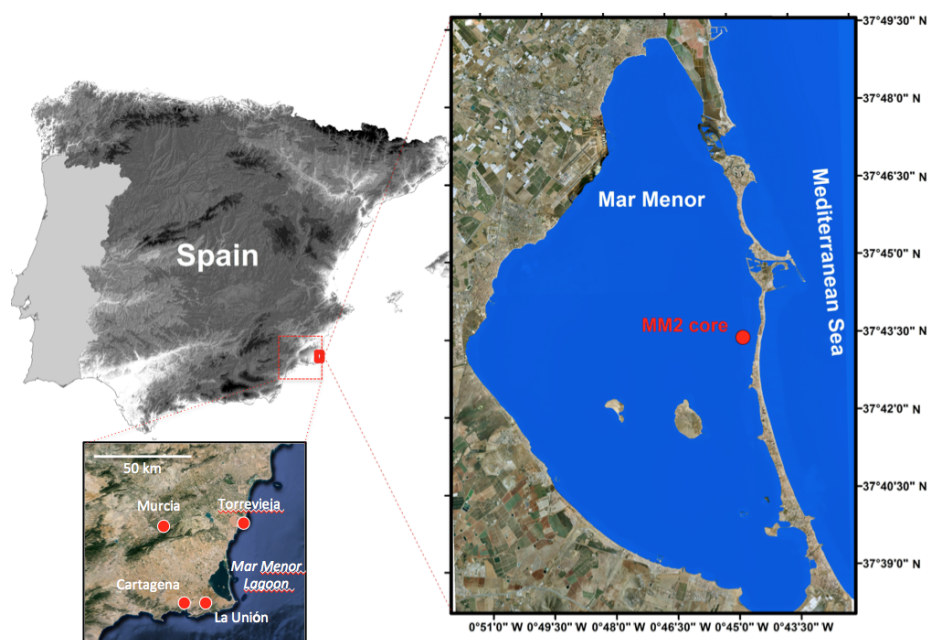 Spain
50 km
Murcia
Torrevieja
Mar Menor
Lagoon
Cartagena
La Unión
Mar Menor
Mediterranean Sea
MM2 core
37°49'30" N
37°48'0" N
37°46'30" N
37°45'0" N
37°43'30" N
37°42'0" N
37°40'30" N
37°39'0" N
0°51'0" W 0°49'30" W 0°48'0" W 0°46'30" W 0°45'0" W 0°43'30" W